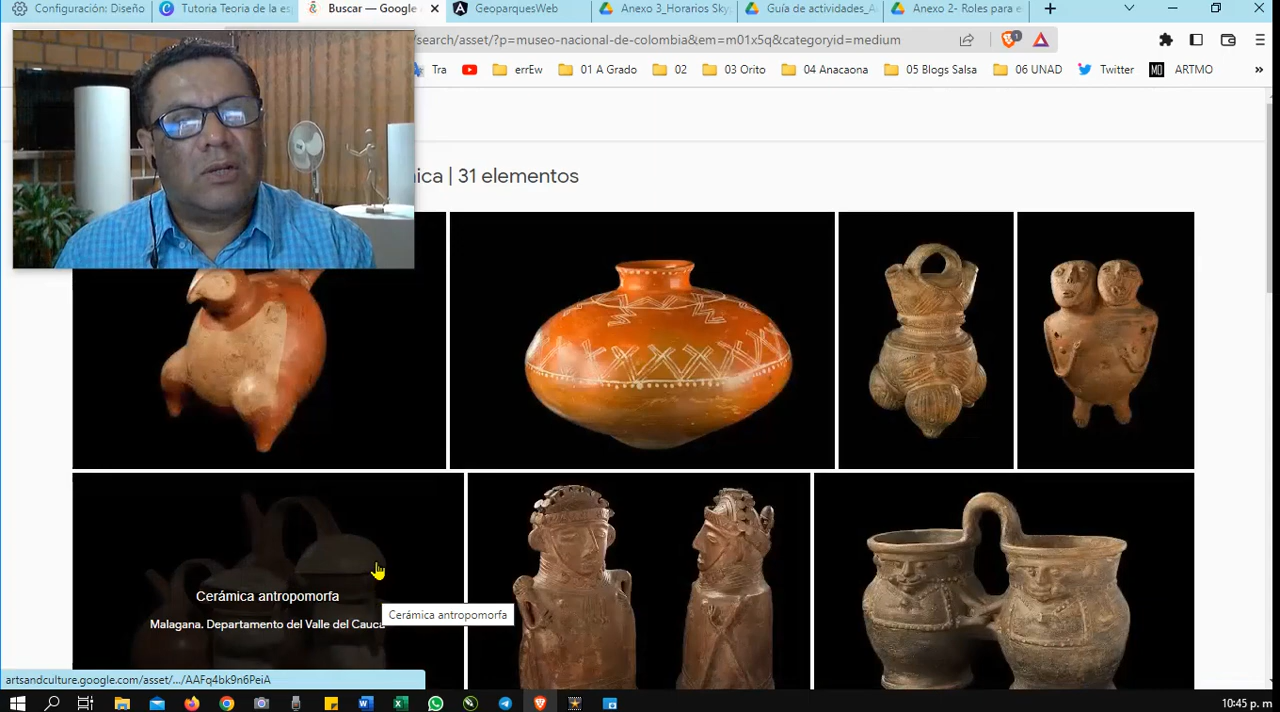 Configuración: Diseño
Tutoria Teoria de la es
Buscar — Google
GeoparquesWeb
Anexo 3_Horarios Sky
Guía de actividades_A
Anexo 2- Roles para e
search/asset/?p=museo-nacional-de-colombia&em=m01x5q&categoryid=medium
1
Tra
errEw
01 A Grado
02
03 Orito
04 Anacaona
05 Blogs Salsa
06 UNAD
Twitter
MO
ARTMO
»
ica | 31 elementos
Cerámica antropomorfa
Malagana. Departamento del Valle del Cauca
Cerámica antropomorfa
artsandculture.google.com/asset/.../AAFq4bk9n6PeiA
10:45 p. m.